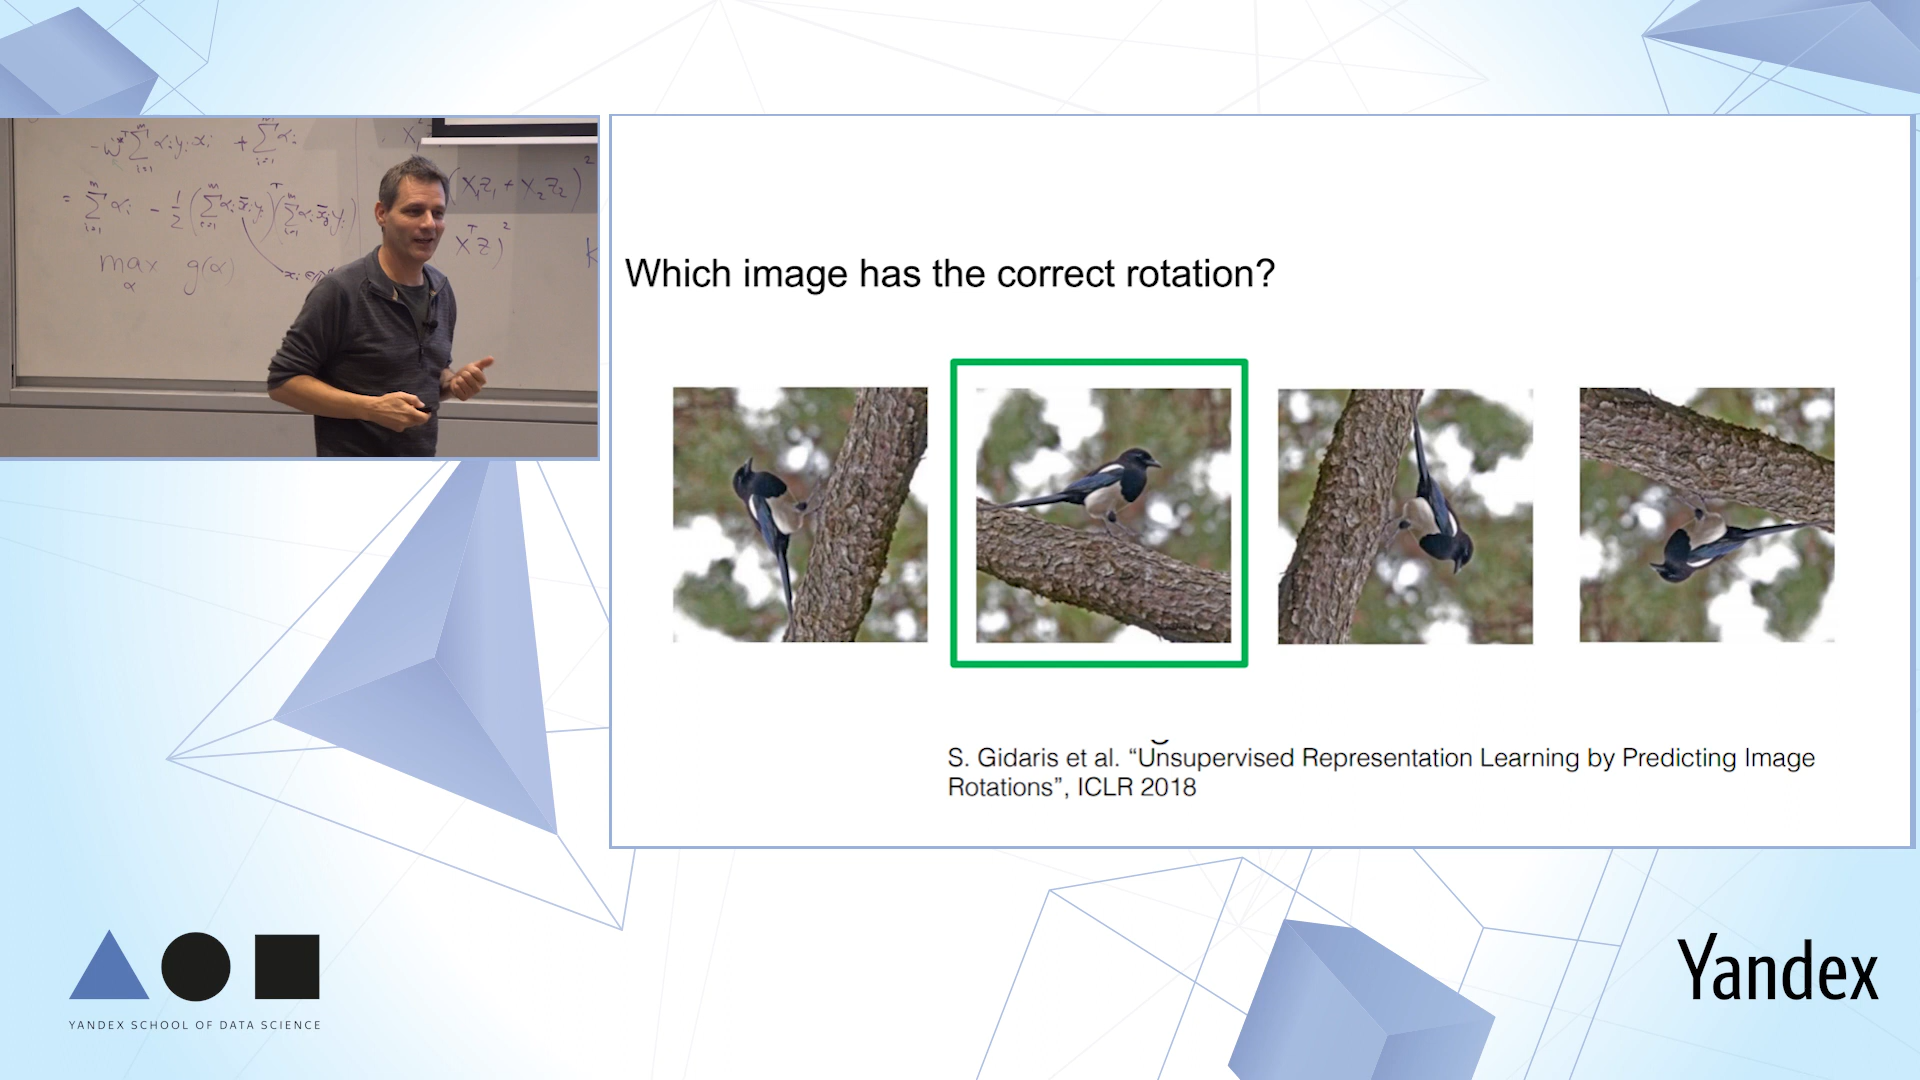 Which image has the correct rotation?
S. Gidaris et al. “Unsupervised Representation Learning by Predicting Image
Rotations”, ICLR 2018
max g(α)
α
YANDEX SCHOOL OF DATA SCIENCE
Yandex